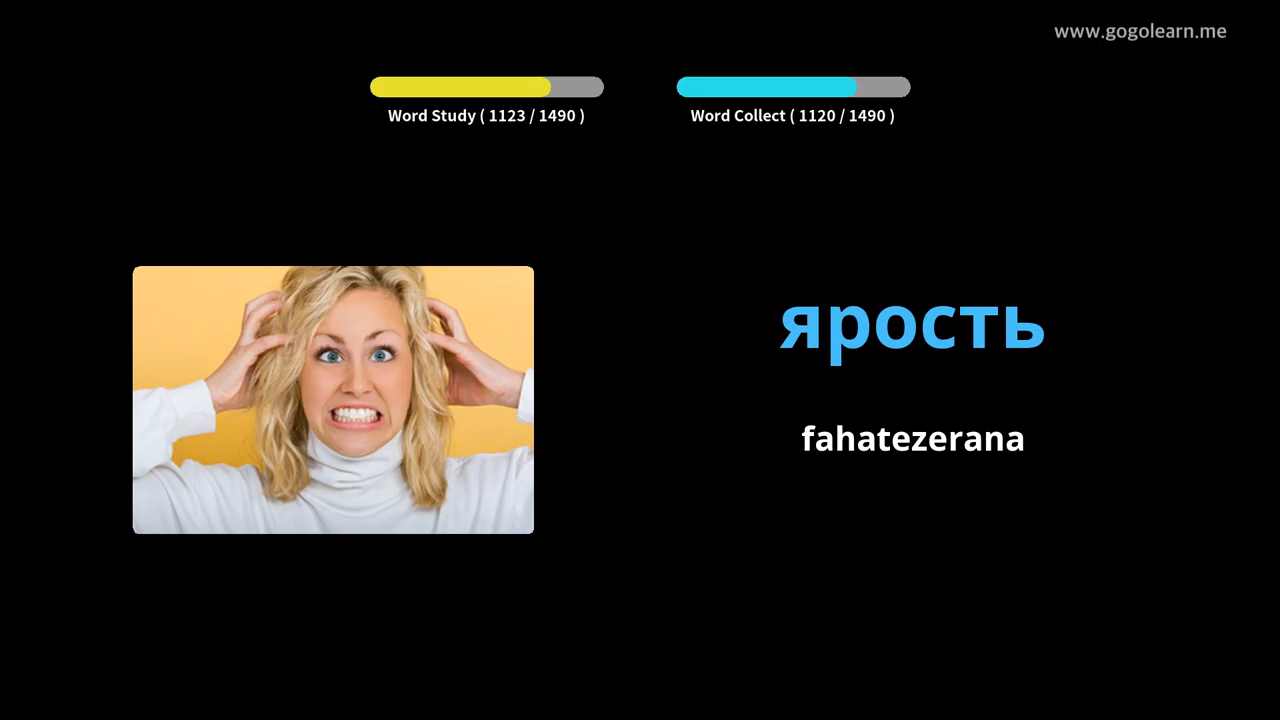 www.gogolearn.me
Word Study ( 1123 / 1490 )
Word Collect ( 1120 / 1490 )
ярость
fahatezerana